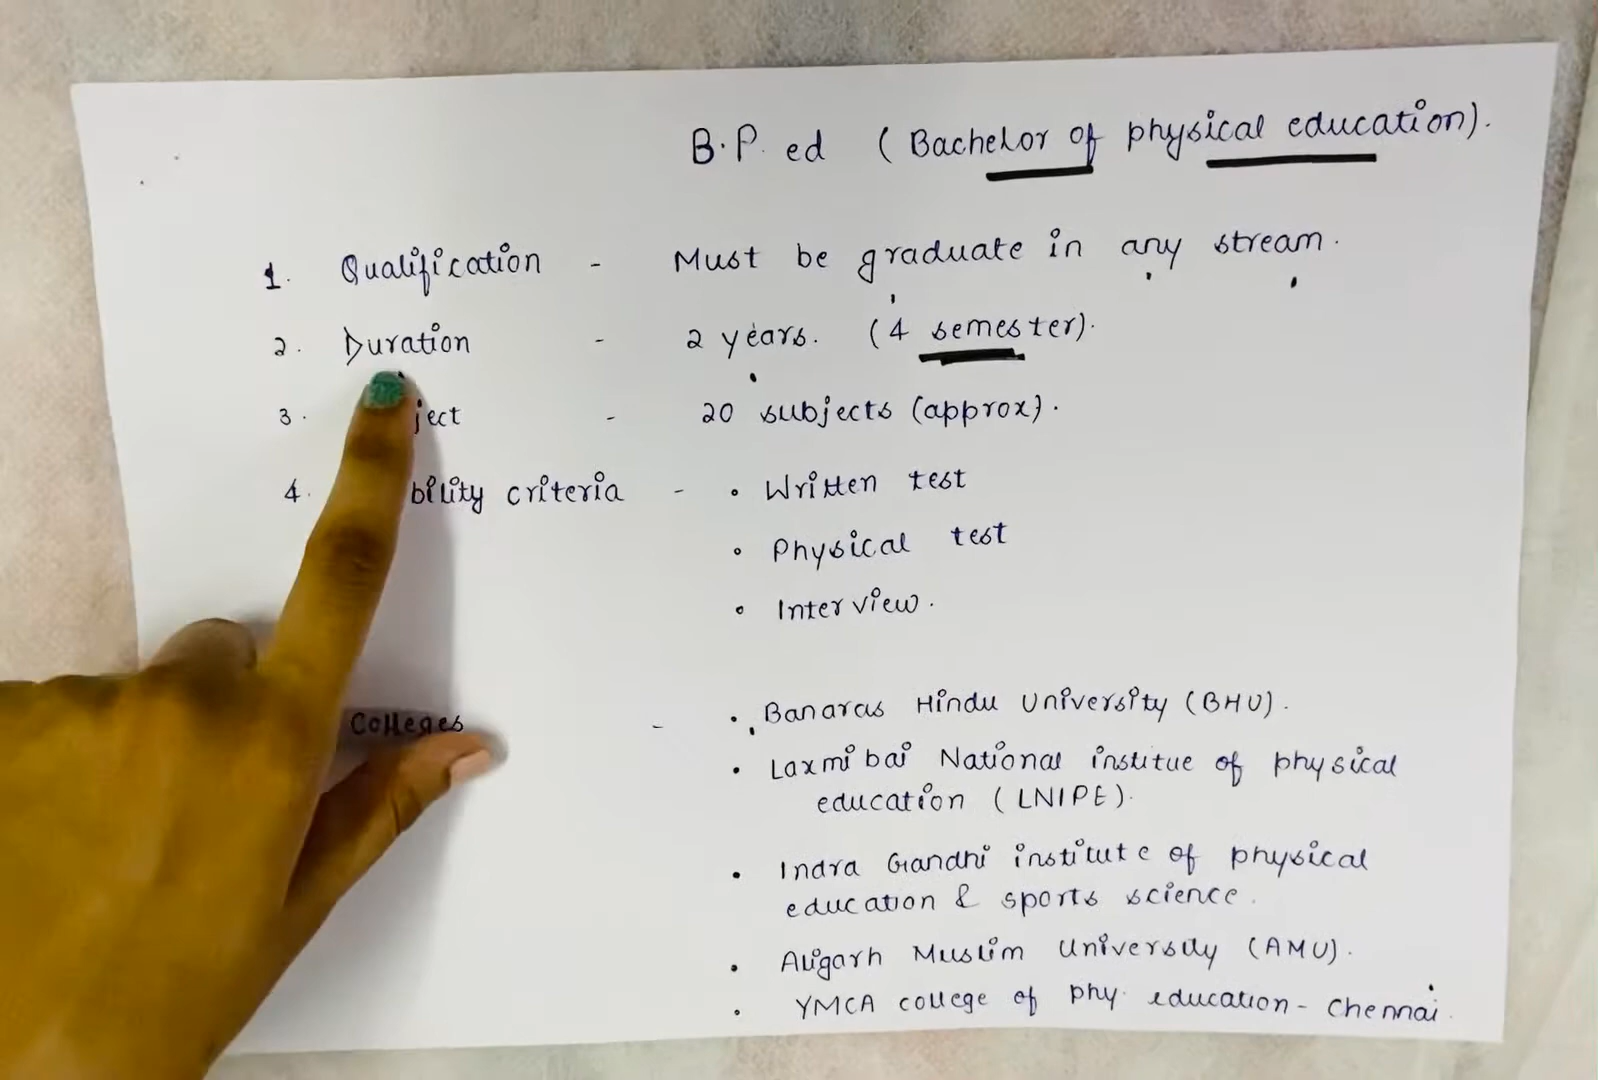 B.P. ed ( Bachelor of physical education).
1. Qualification - Must be graduate in any stream.
2. Duration - 2 years. (4 semester).
3. ject - 20 subjects (approx).
4. bility criteria - • Written test
• Physical test
• Interview.
Colleges - • Banaras Hindu University (BHU).
• Laxmi bai National institue of physical
education ( LNIPE).
• Indra Gandhi institute of physical
education & sports science.
• Aligarh Muslim University (AMU).
• YMCA college of phy. education - Chennai.